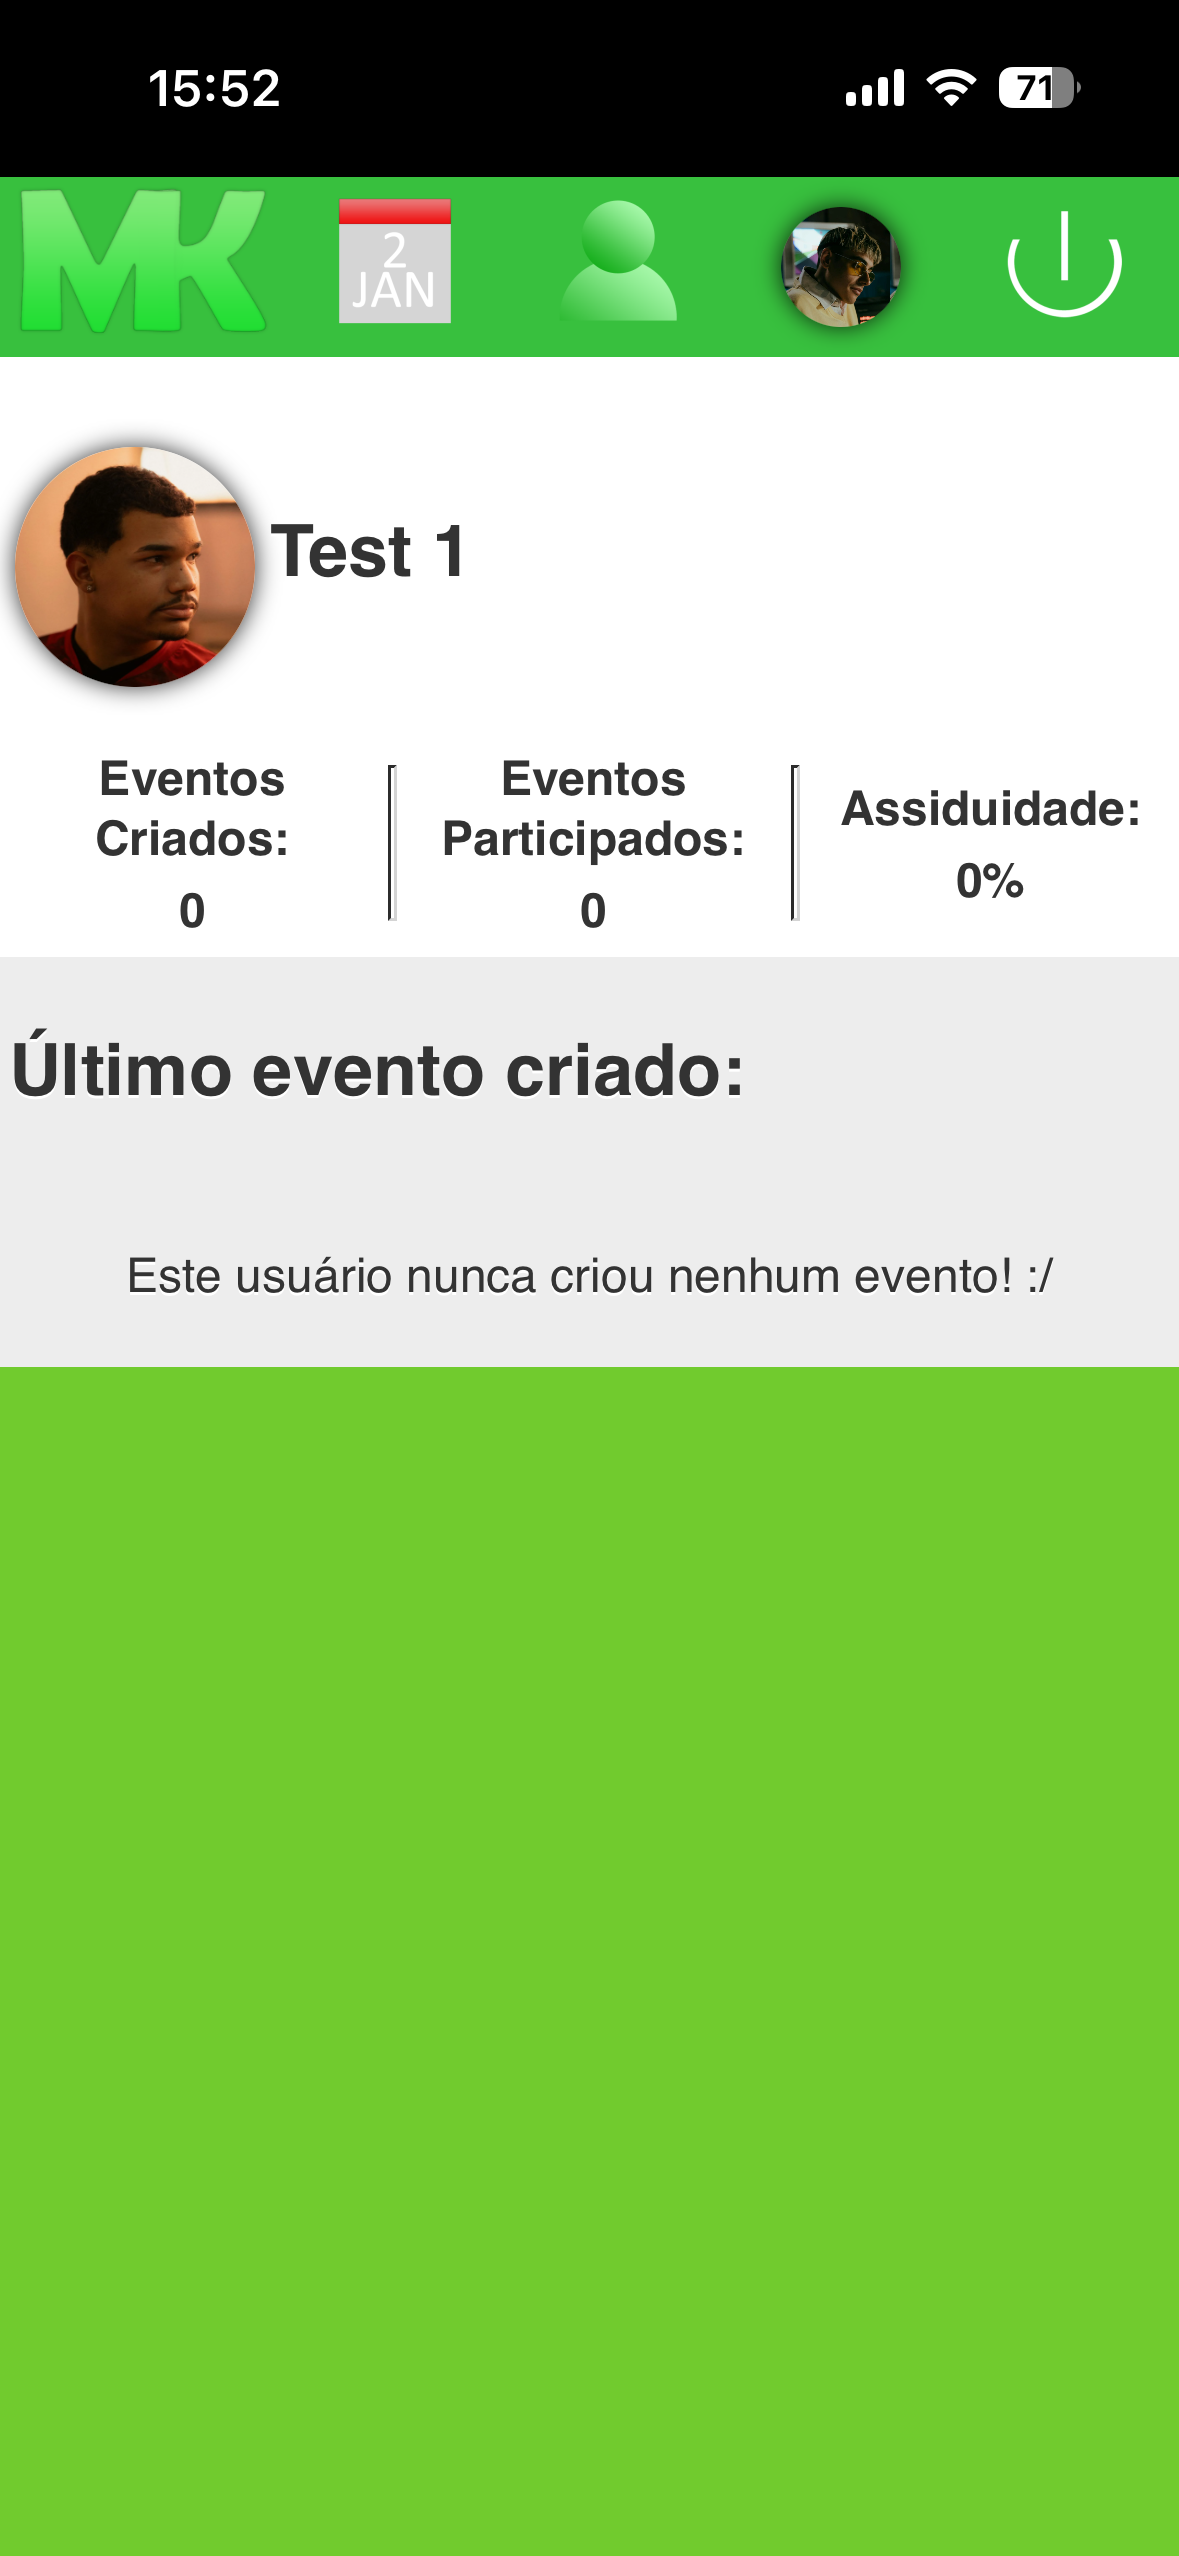 15:52
71
MK
2
JAN
Test 1
Eventos
Criados:
0
Eventos
Participados:
0
Assiduidade:
0%
Último evento criado:
Este usuário nunca criou nenhum evento! :/